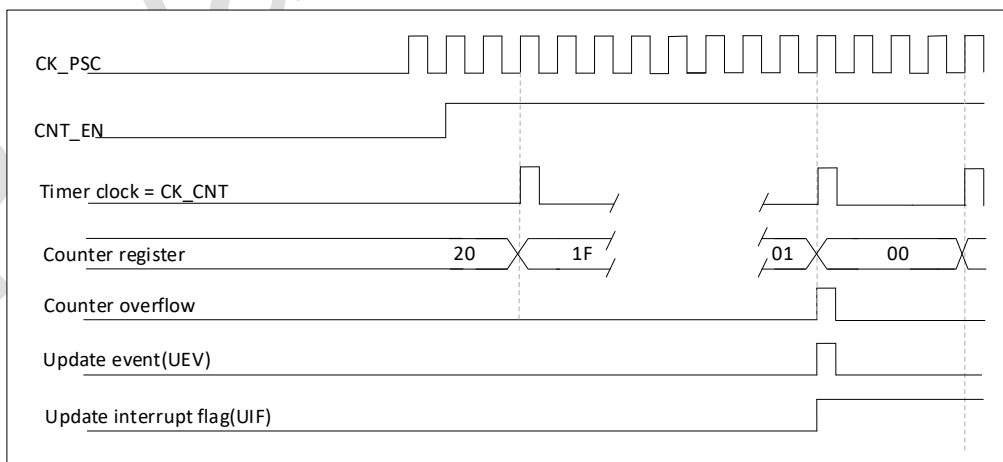 CK_PSC
CNT_EN
Timer clock = CK_CNT
Counter register 20 1F 01 00
Counter overflow
Update event(UEV)
Update interrupt flag(UIF)